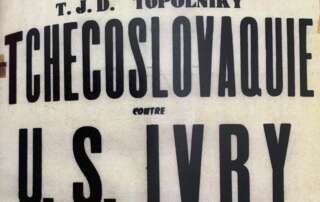 T.J.D. TOPOLNIKY
TCHECOSLOVAQUIE
CONTRE
U.S. IVRY